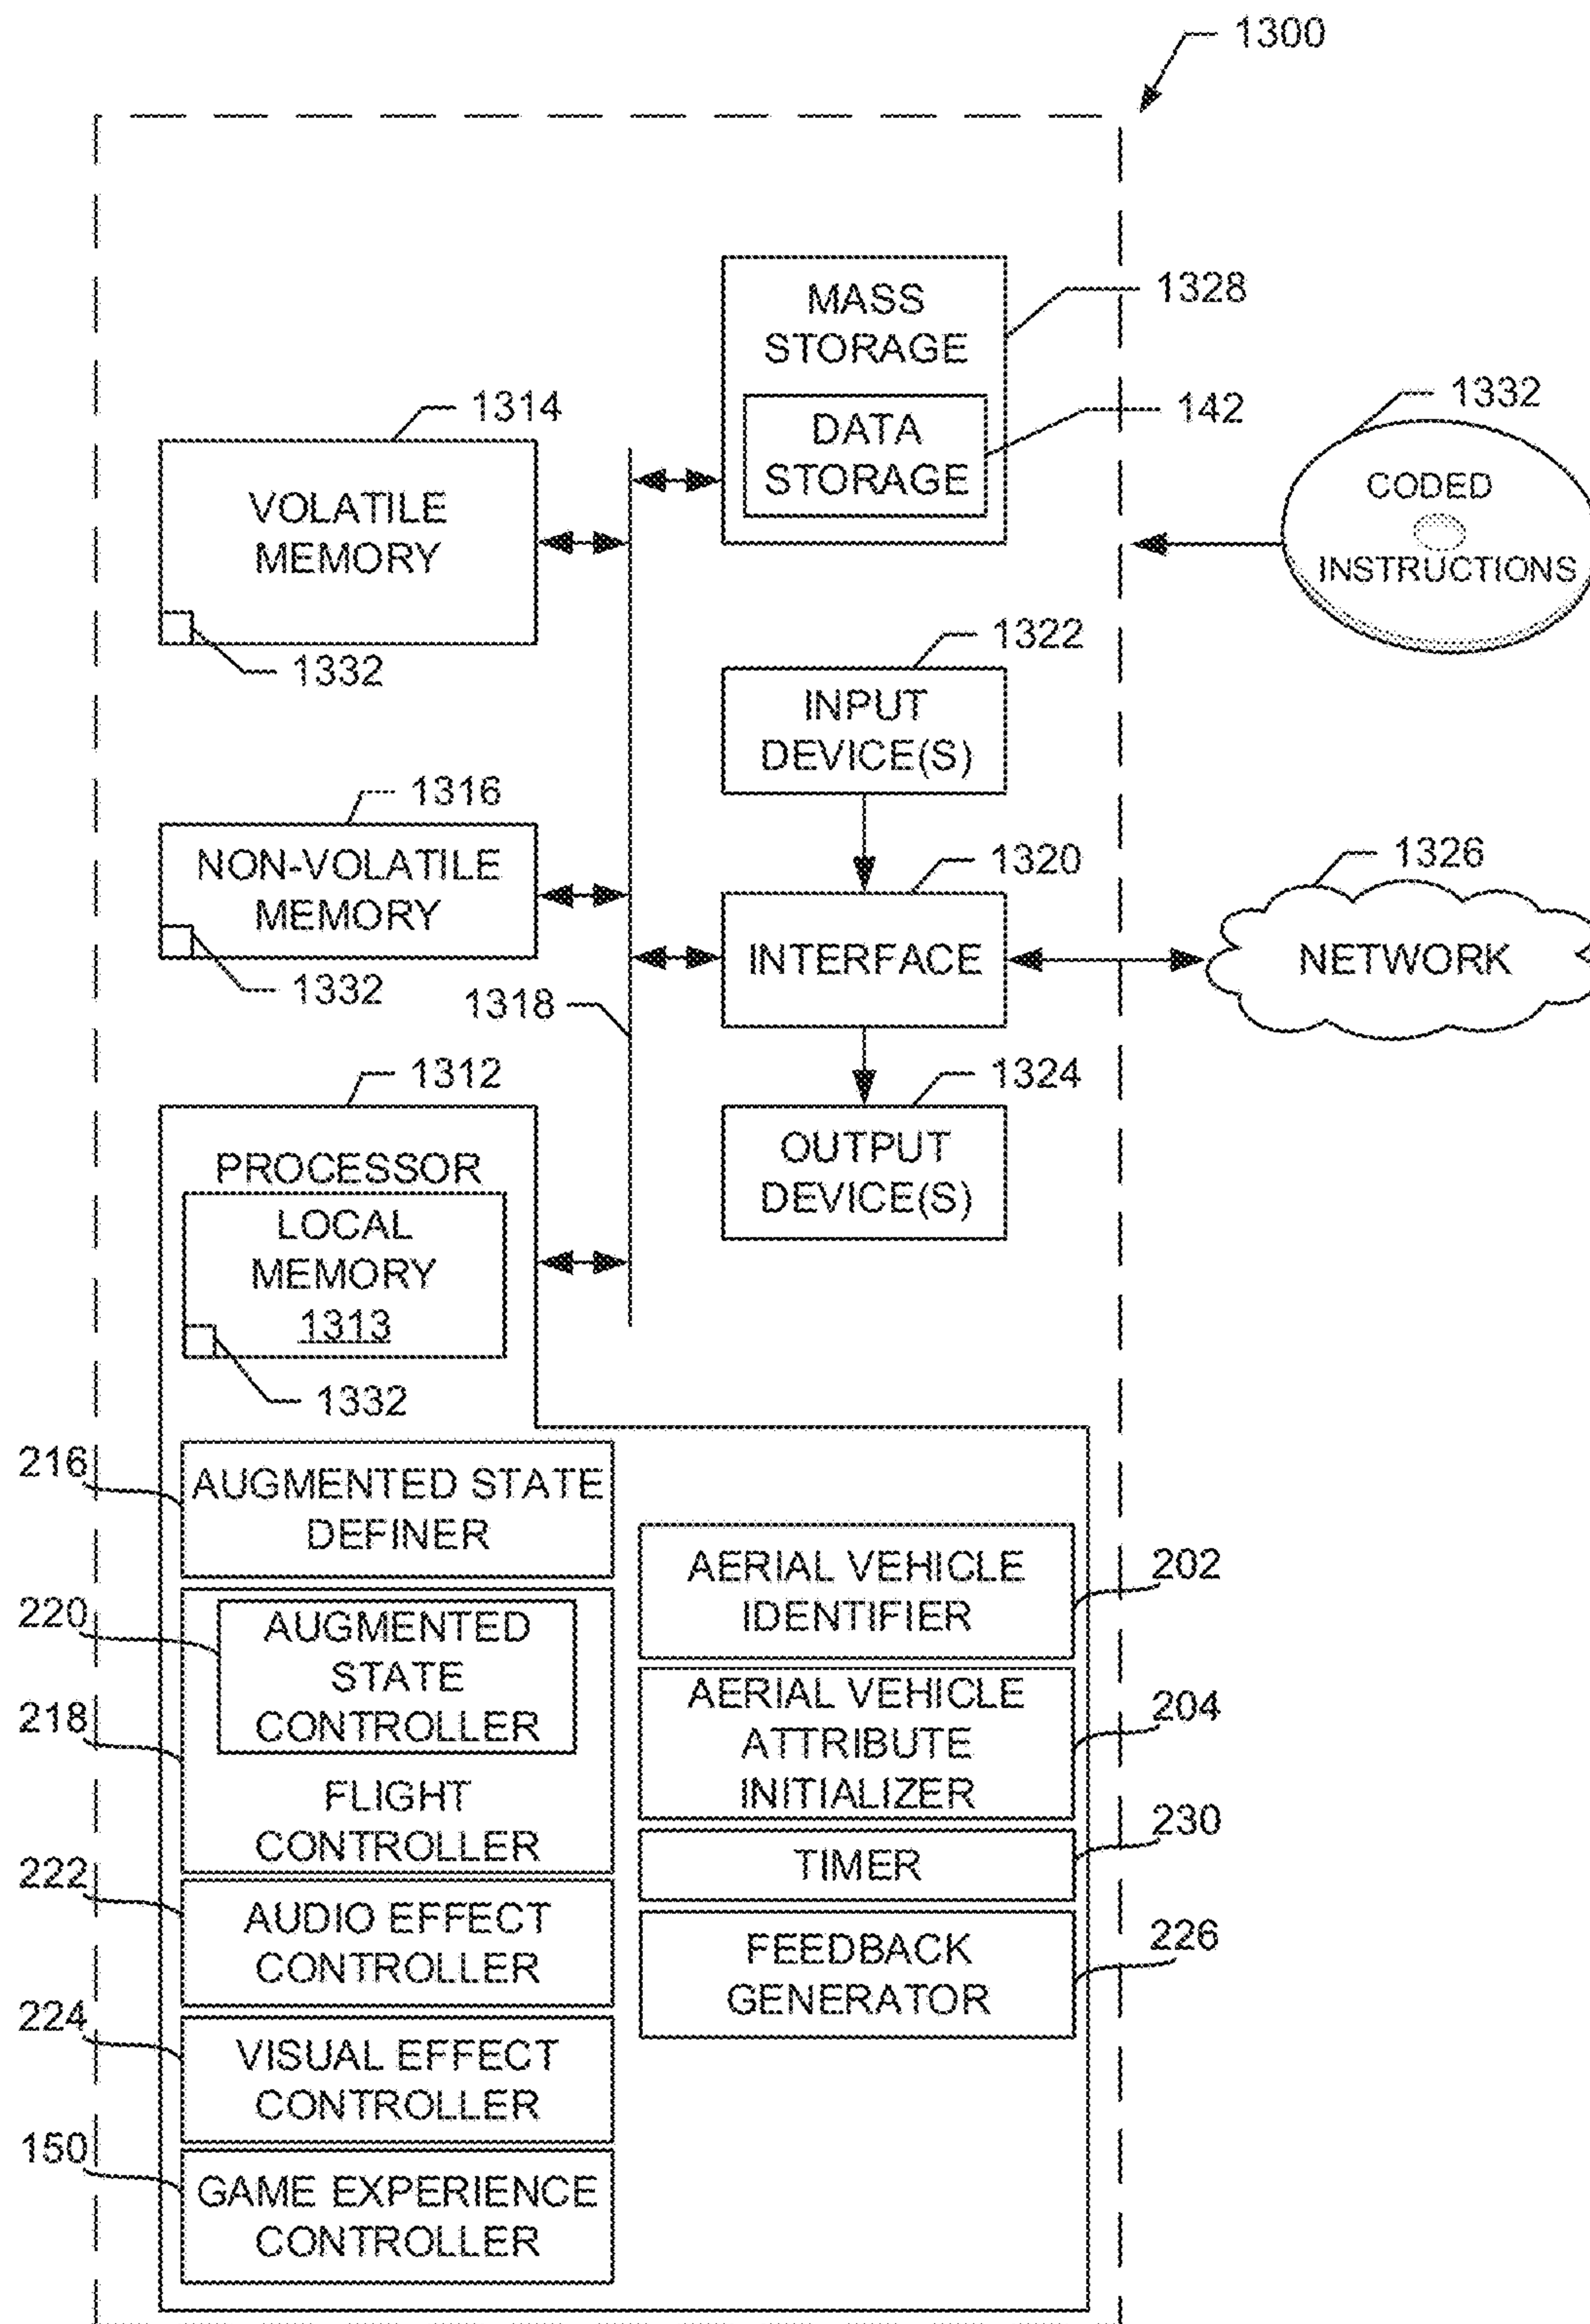 1300
MASS
STORAGE
1328
DATA
STORAGE
142
1314
VOLATILE
MEMORY
1332
1332
CODED
INSTRUCTIONS
1322
INPUT
DEVICE(S)
1316
NON-VOLATILE
MEMORY
1332
1320
INTERFACE
1326
NETWORK
1318
1312
PROCESSOR
LOCAL
MEMORY
1313
1332
1324
OUTPUT
DEVICE(S)
216
AUGMENTED STATE
DEFINER
220
AUGMENTED
STATE
CONTROLLER
218
FLIGHT
CONTROLLER
222
AUDIO EFFECT
CONTROLLER
224
VISUAL EFFECT
CONTROLLER
150
GAME EXPERIENCE
CONTROLLER
AERIAL VEHICLE
IDENTIFIER
202
AERIAL VEHICLE
ATTRIBUTE
INITIALIZER
204
TIMER
230
FEEDBACK
GENERATOR
226